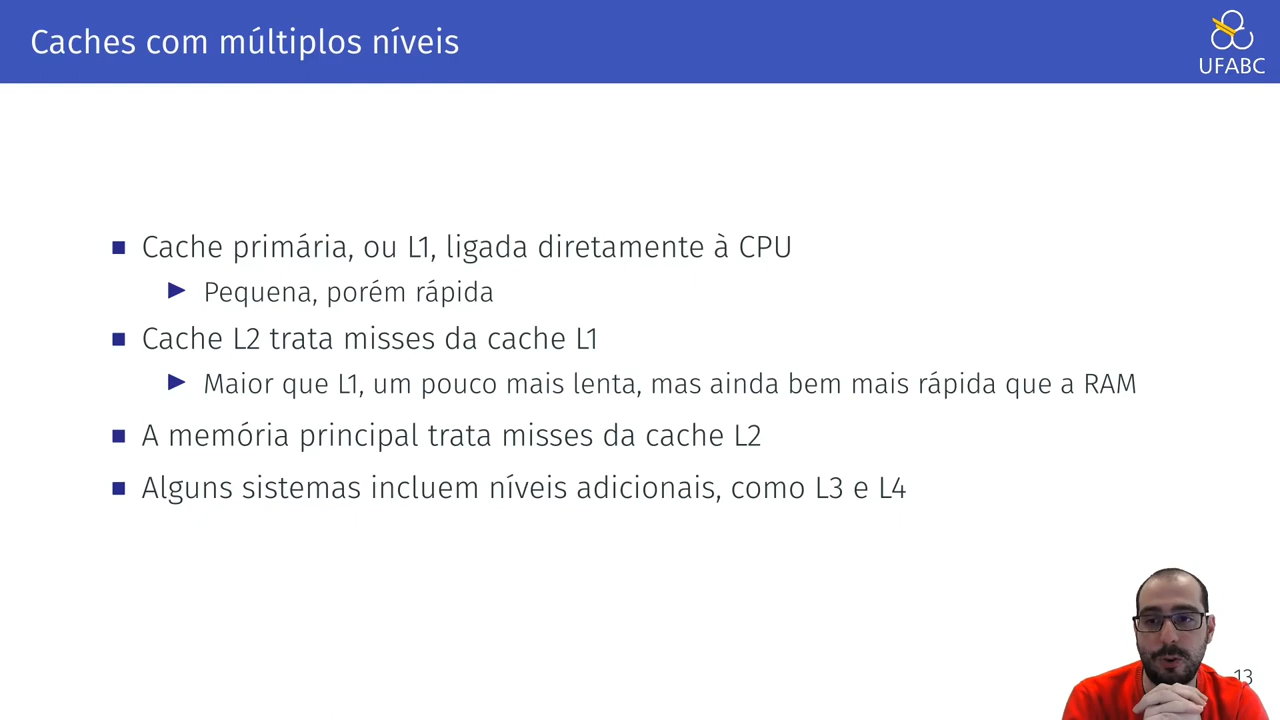 Caches com múltiplos níveis
UFABC
Cache primária, ou L1, ligada diretamente à CPU
Pequena, porém rápida
Cache L2 trata misses da cache L1
Maior que L1, um pouco mais lenta, mas ainda bem mais rápida que a RAM
A memória principal trata misses da cache L2
Alguns sistemas incluem níveis adicionais, como L3 e L4
13